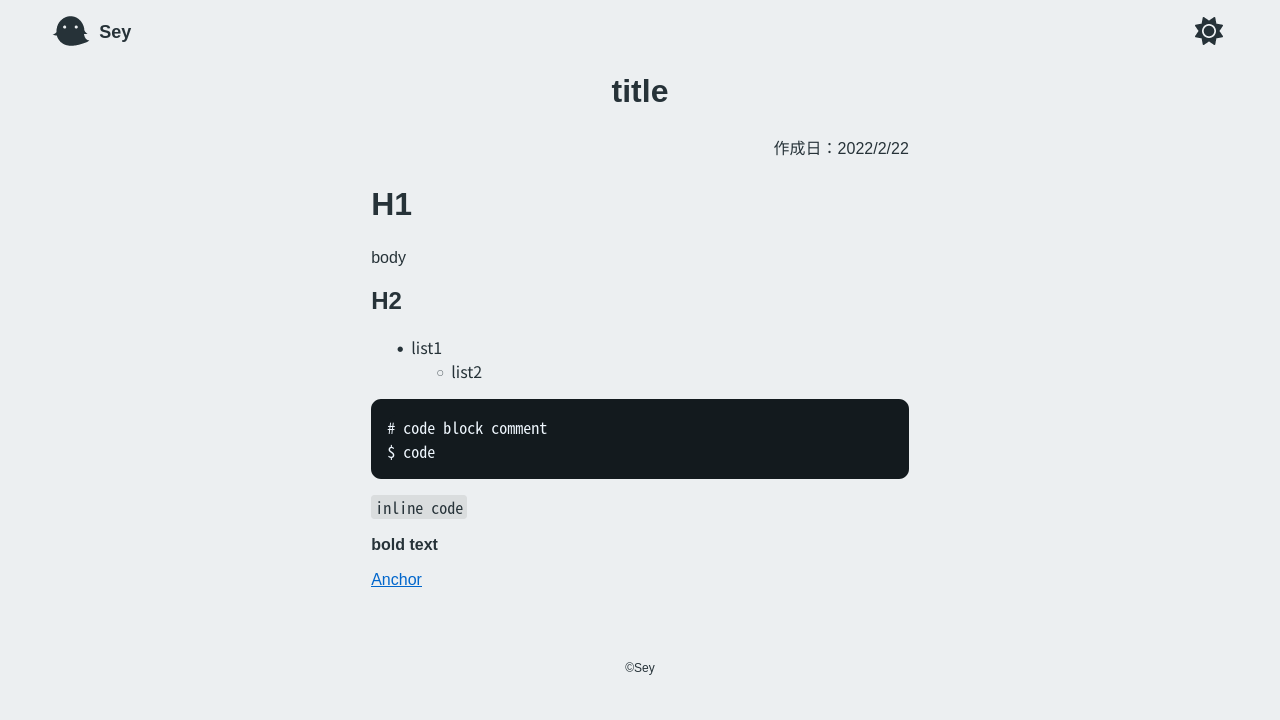 Sey
title
作成日：2022/2/22
H1
body
H2
list1
list2
# code block comment
$ code
inline code
bold text
Anchor
©Sey